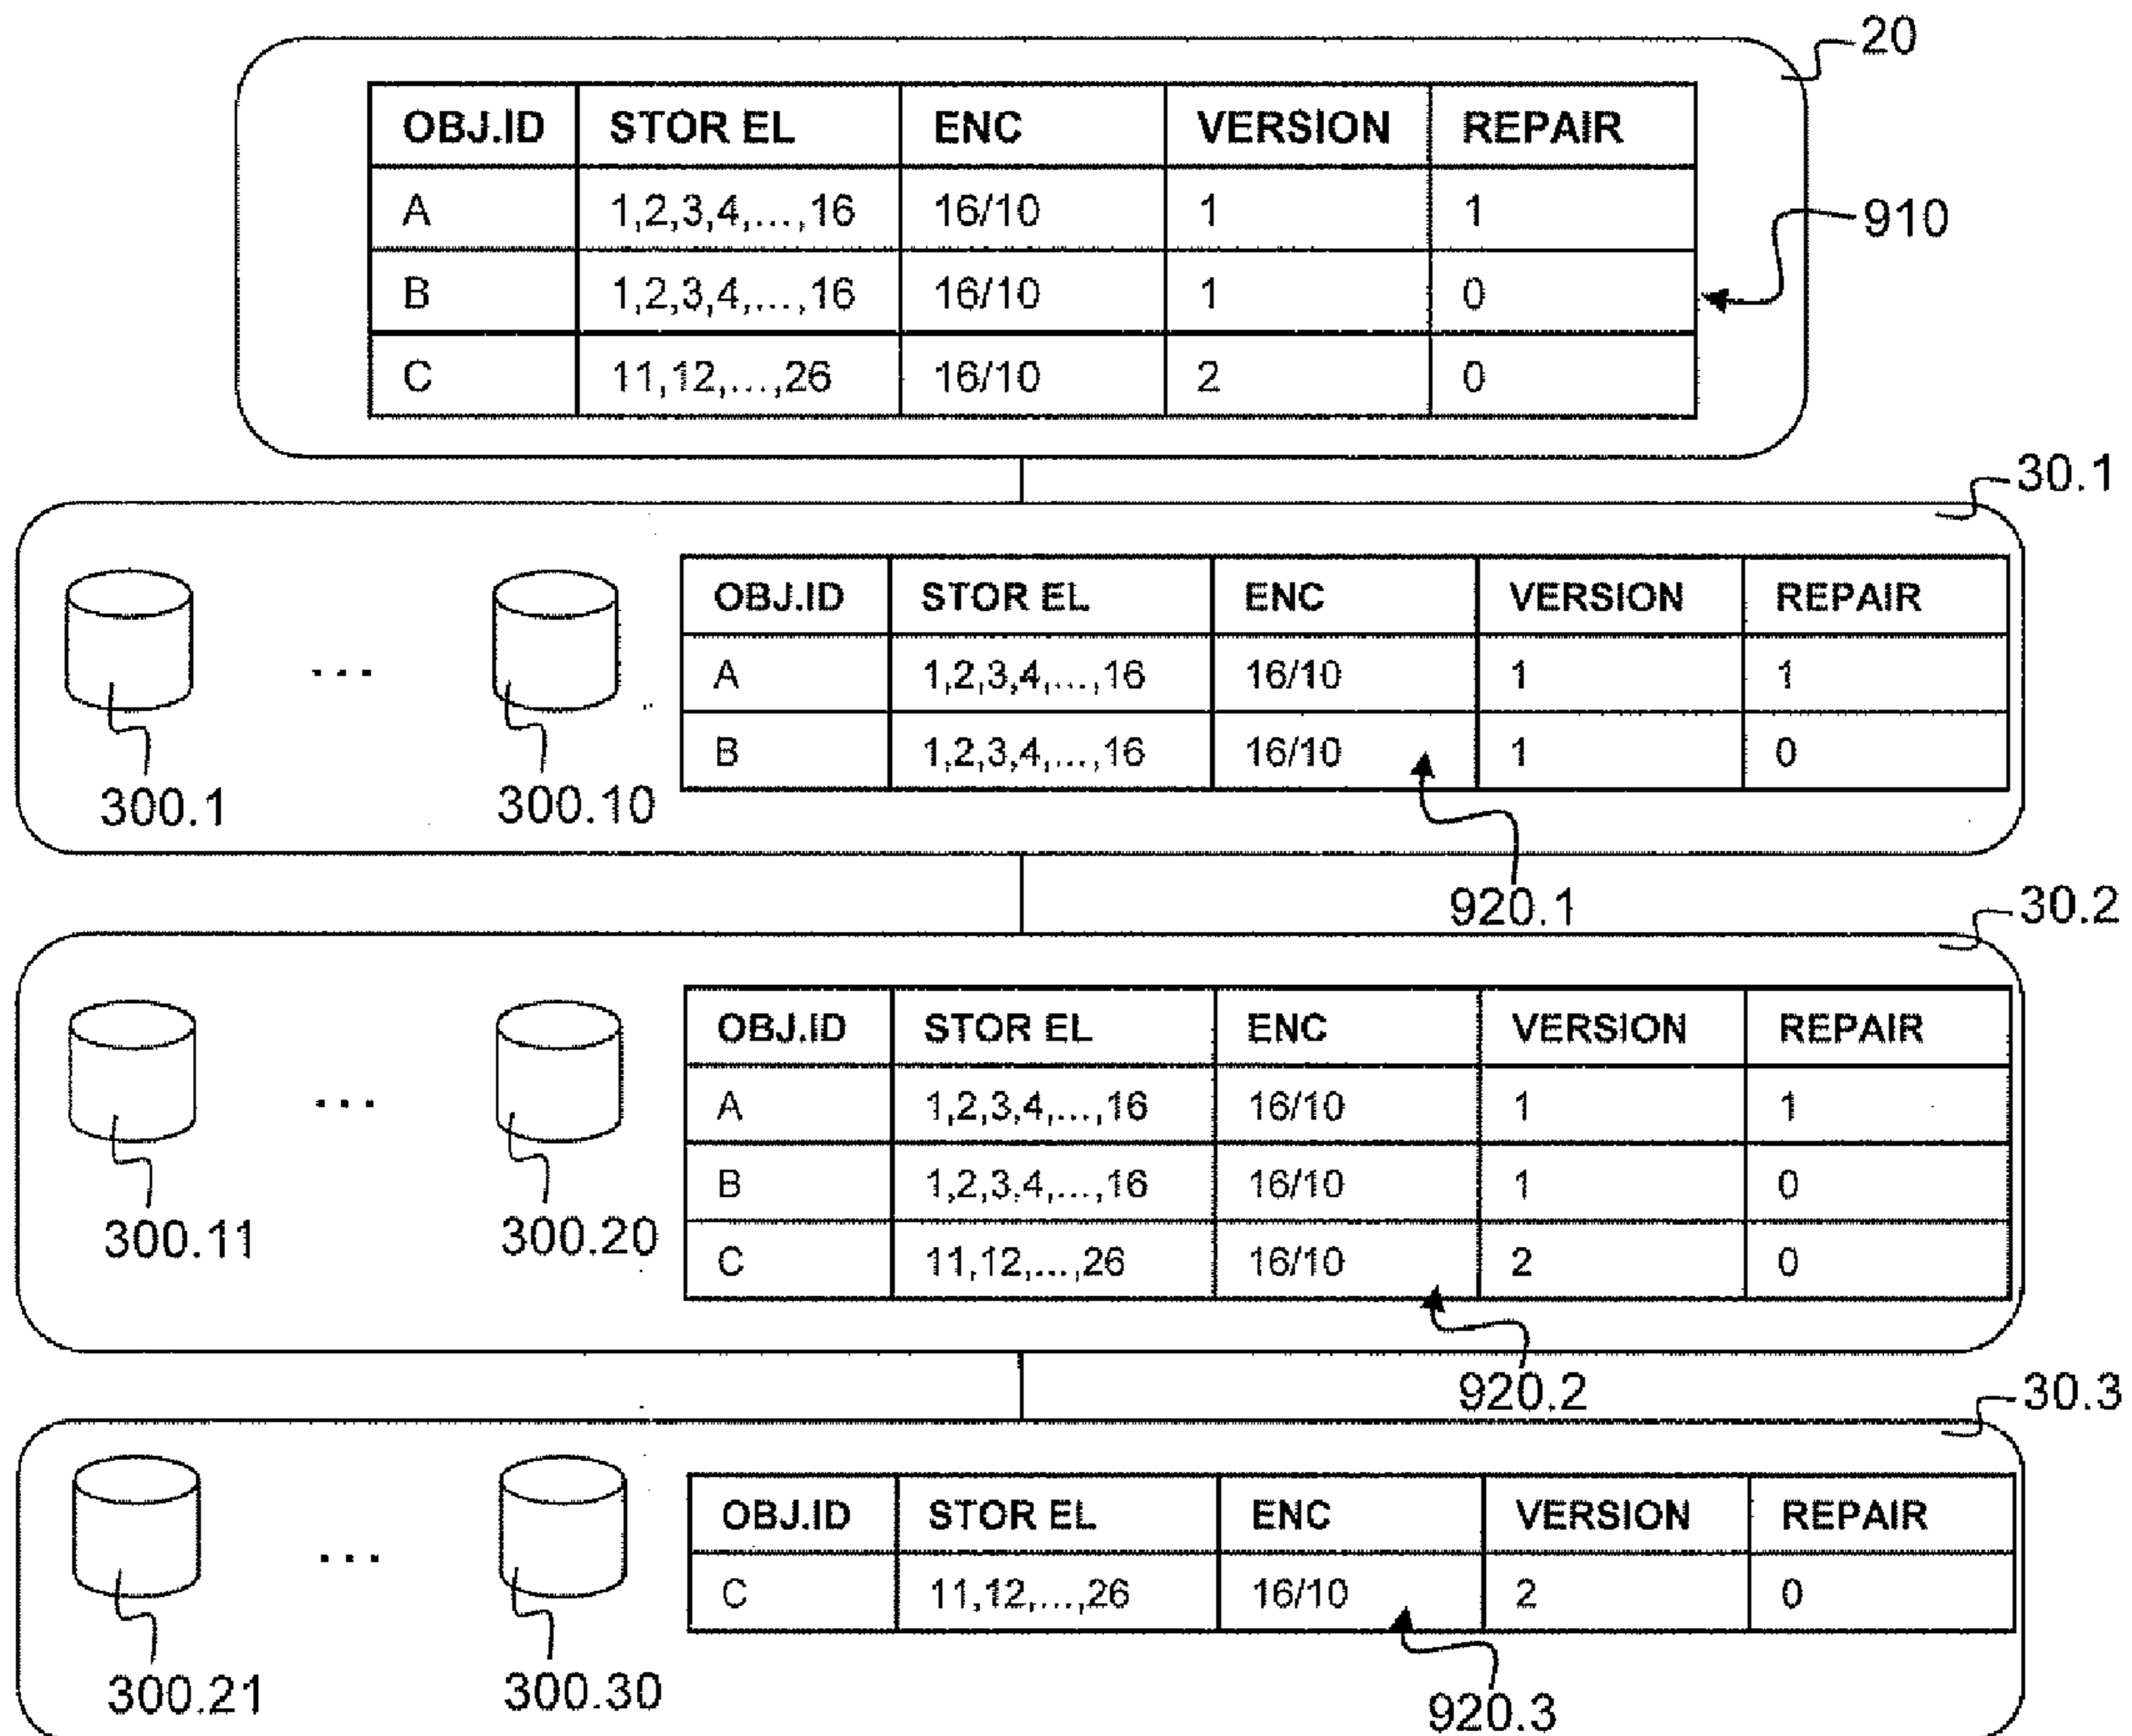 20
OBJ.ID STOR EL ENC VERSION REPAIR
A 1,2,3,4,...,16 16/10 1 1
B 1,2,3,4,...,16 16/10 1 0
C 11,12,...,26 16/10 2 0
910
30.1
OBJ.ID STOR EL ENC VERSION REPAIR
A 1,2,3,4,...,16 16/10 1 1
B 1,2,3,4,...,16 16/10 1 0
...
300.1 300.10
920.1
30.2
OBJ.ID STOR EL ENC VERSION REPAIR
A 1,2,3,4,...,16 16/10 1 1
B 1,2,3,4,...,16 16/10 1 0
C 11,12,...,26 16/10 2 0
...
300.11 300.20
920.2
30.3
OBJ.ID STOR EL ENC VERSION REPAIR
C 11,12,...,26 16/10 2 0
...
300.21 300.30
920.3